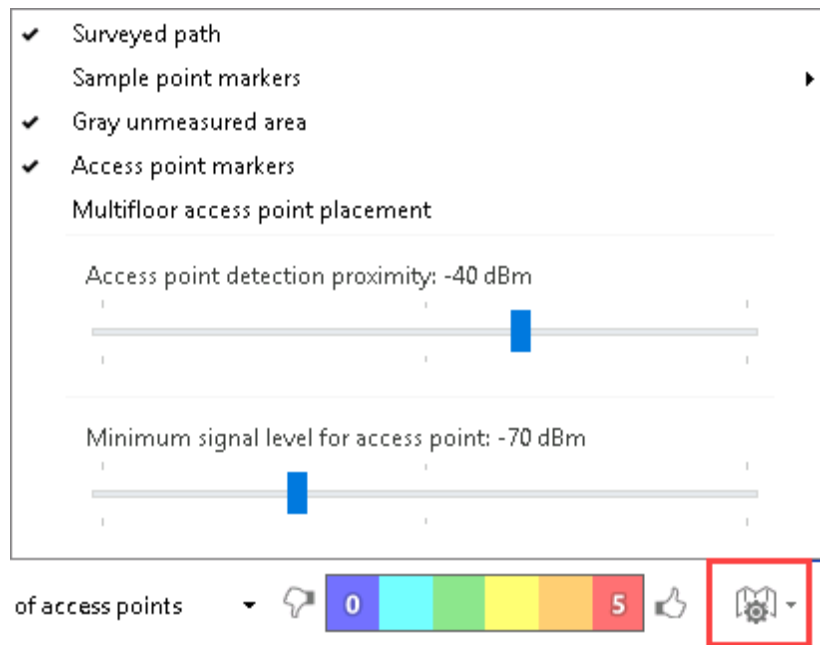 Surveyed path
Sample point markers
Gray unmeasured area
Access point markers
Multifloor access point placement
Access point detection proximity: -40 dBm
Minimum signal level for access point: -70 dBm
of access points
0
5